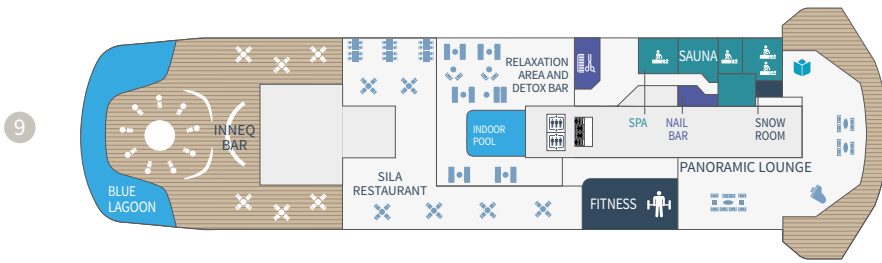 9
BLUE
LAGOON
INNEQ
BAR
SILA
RESTAURANT
RELAXATION
AREA AND
DETOX BAR
INDOOR
POOL
SAUNA
SPA
NAIL
BAR
SNOW
ROOM
PANORAMIC LOUNGE
FITNESS